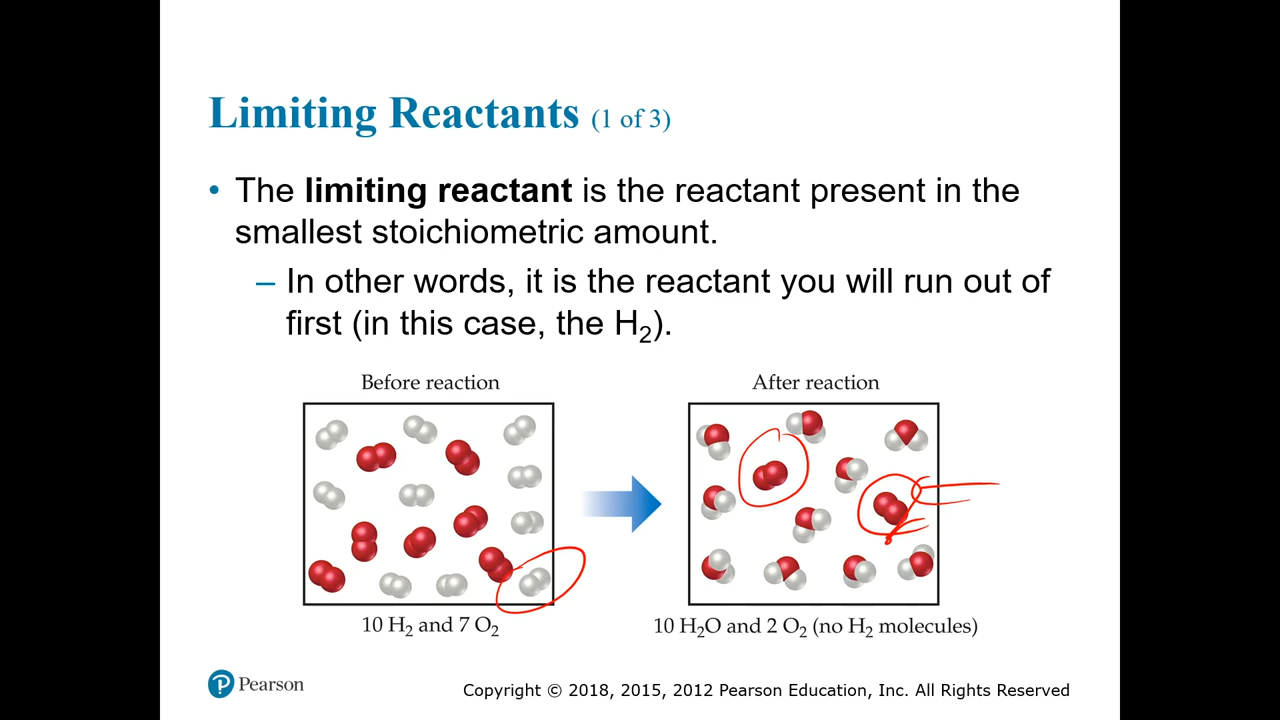 Limiting Reactants (1 of 3)
• The limiting reactant is the reactant present in the
smallest stoichiometric amount.
– In other words, it is the reactant you will run out of
first (in this case, the H₂).
Before reaction
After reaction
10 H₂ and 7 O₂
10 H₂O and 2 O₂ (no H₂ molecules)
P Pearson
Copyright © 2018, 2015, 2012 Pearson Education, Inc. All Rights Reserved